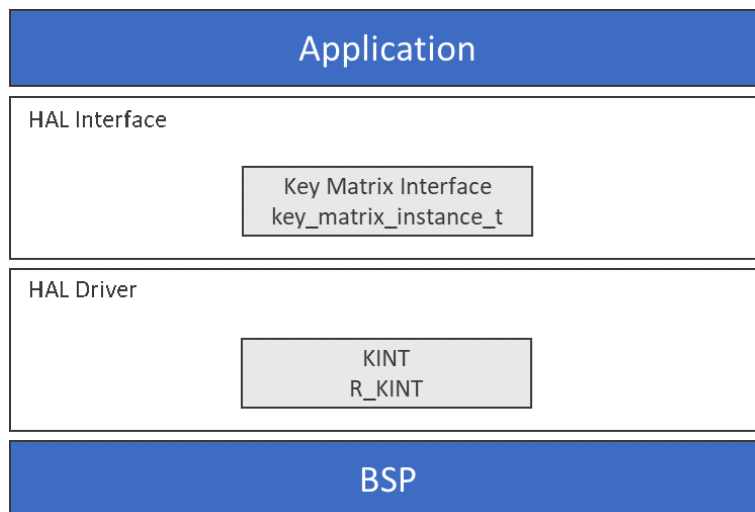 Application
HAL Interface
Key Matrix Interface
key_matrix_instance_t
HAL Driver
KINT
R_KINT
BSP